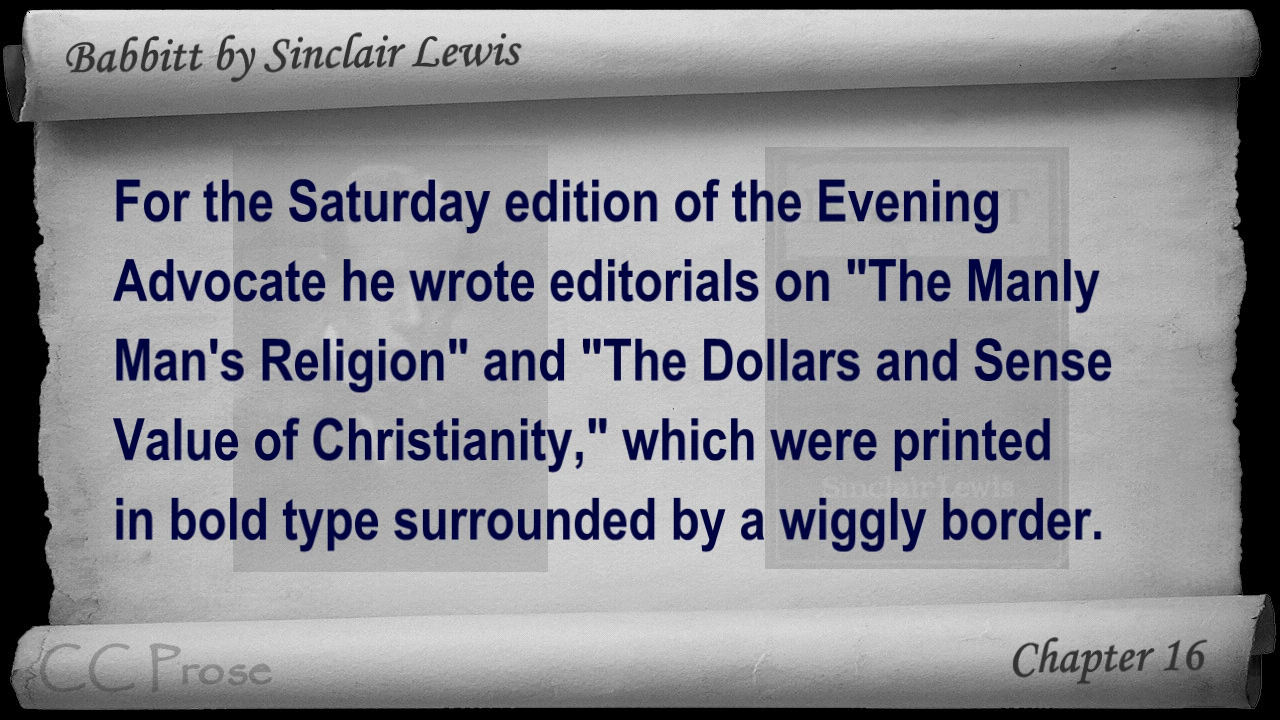 Babbitt by Sinclair Lewis
For the Saturday edition of the Evening
Advocate he wrote editorials on "The Manly
Man's Religion" and "The Dollars and Sense
Value of Christianity," which were printed
in bold type surrounded by a wiggly border.
Sinclair Lewis
CC Prose
Chapter 16